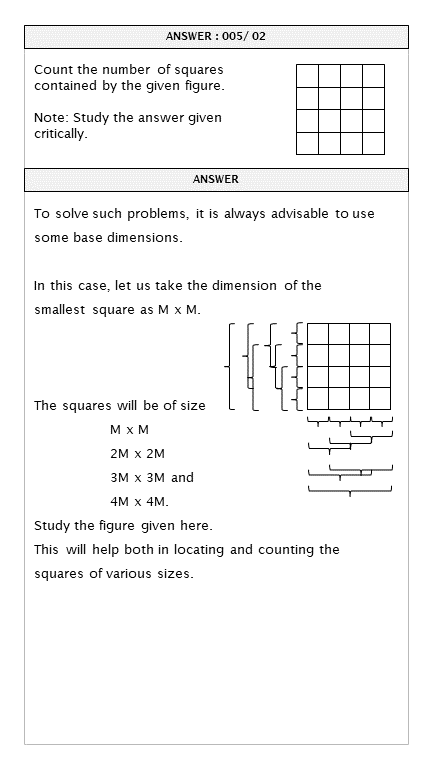 ANSWER : 005/ 02
Count the number of squares
contained by the given figure.
Note: Study the answer given
critically.
ANSWER
To solve such problems, it is always advisable to use
some base dimensions.
In this case, let us take the dimension of the
smallest square as M x M.
The squares will be of size
M x M
2M x 2M
3M x 3M and
4M x 4M.
Study the figure given here.
This will help both in locating and counting the
squares of various sizes.